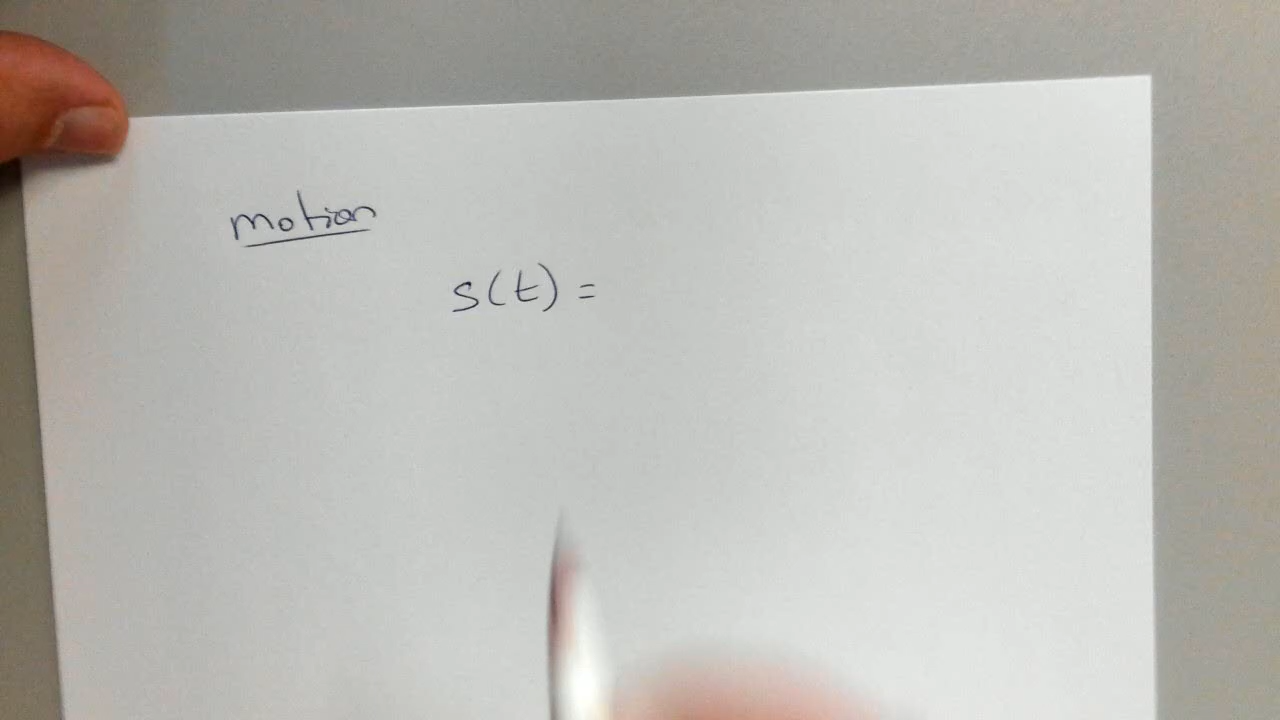 motion
s(t) =